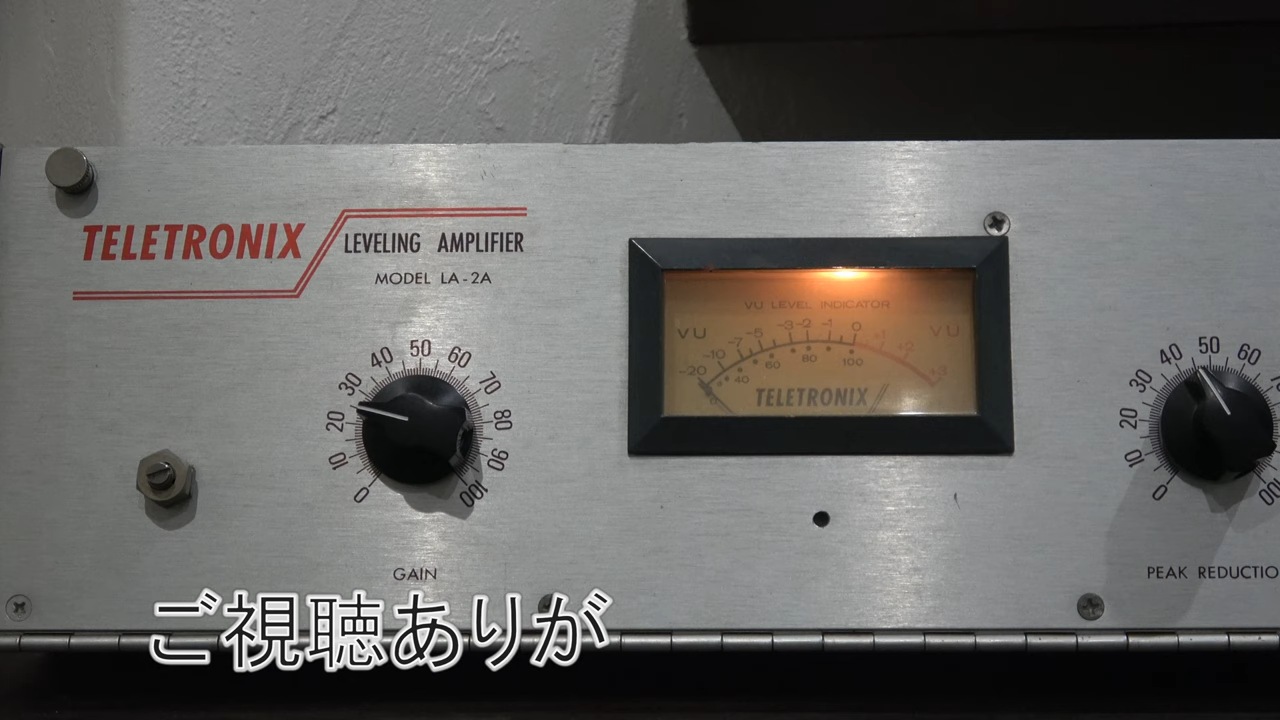 TELETRONIX
LEVELING AMPLIFIER
MODEL LA-2A
VU LEVEL INDICATOR
VU VU
-20 -10 -7 -5 -3 -2 -1 0 +1 +2 +3
0 40 60 80 100
TELETRONIX
0 10 20 30 40 50 60 70 80 90 100
GAIN
0 10 20 30 40 50 60 100
PEAK REDUCTIO
ご視聴ありが